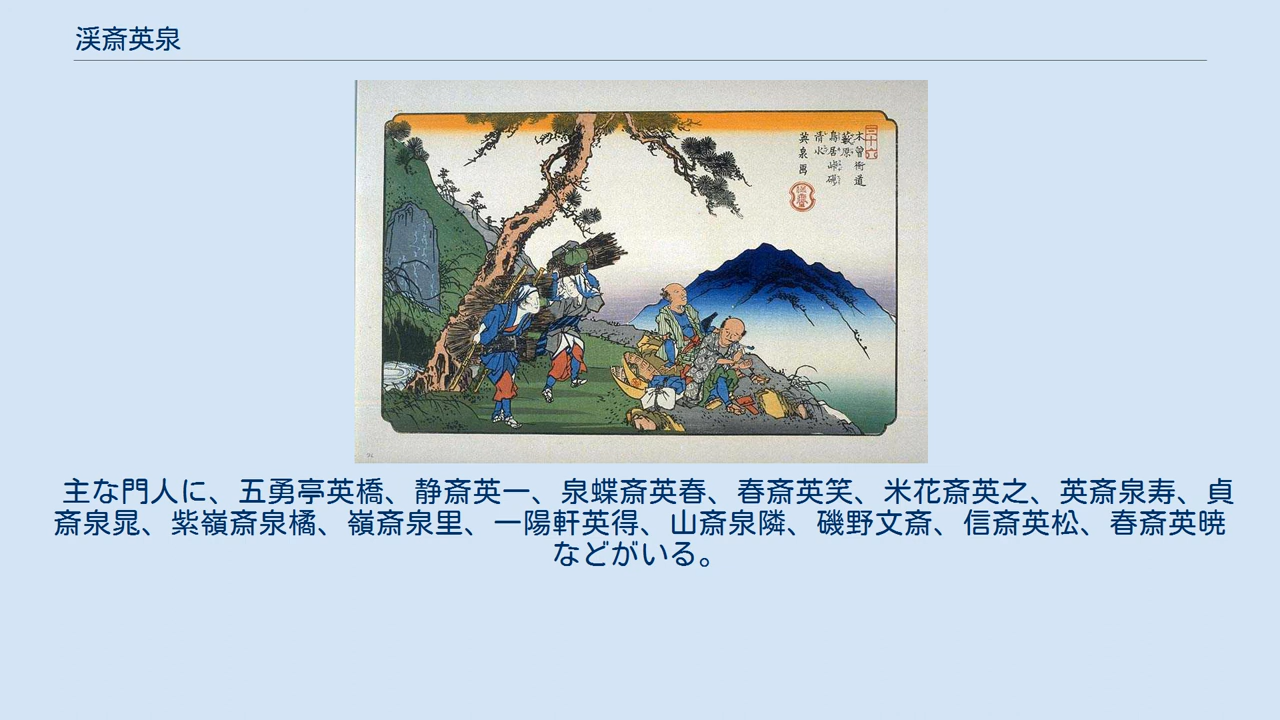 渓斎英泉
三十六
木曾街道
藪原
鳥居峠硯
清水
英泉画
主な門人に、五勇亭英橋、静斎英一、泉蝶斎英春、春斎英笑、米花斎英之、英斎泉寿、貞
斎泉晁、紫嶺斎泉橘、嶺斎泉里、一陽軒英得、山斎泉隣、磯野文斎、信斎英松、春斎英暁
などがいる。